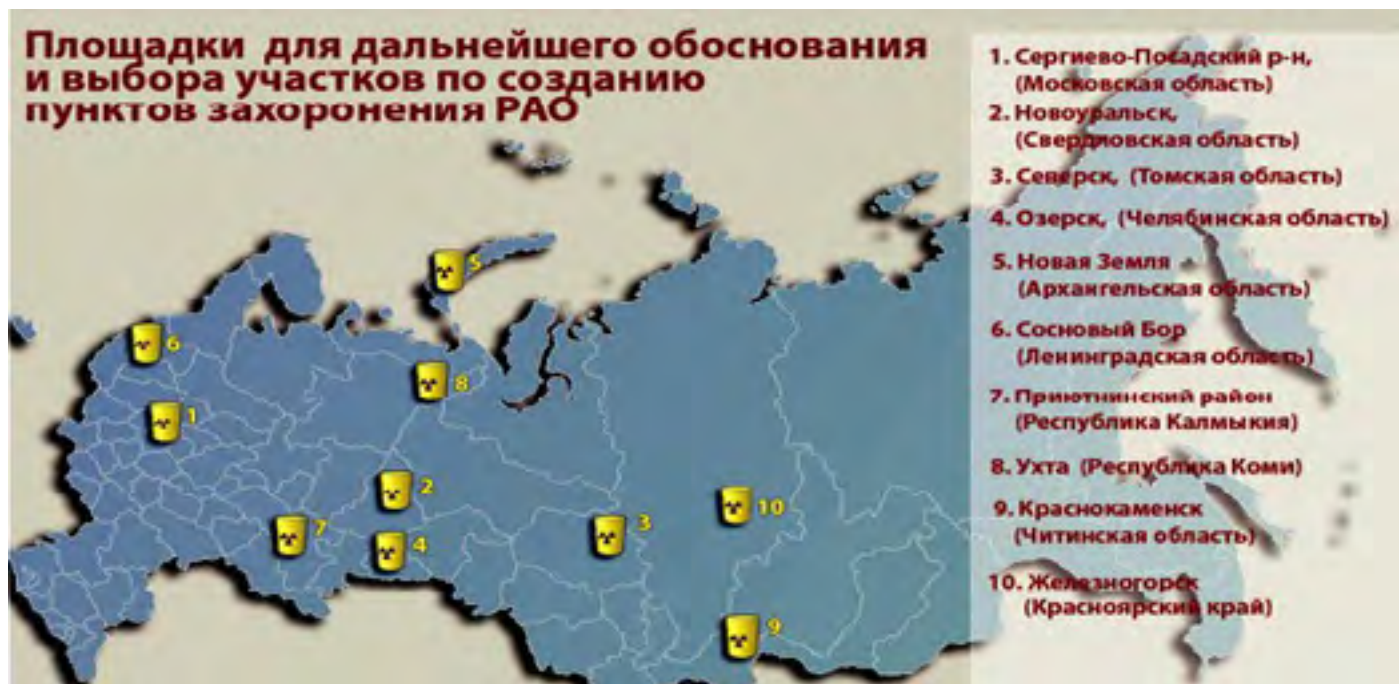 Площадки для дальнейшего обоснования
и выбора участков по созданию
пунктов захоронения РАО
1. Сергиево-Посадский р-н,
(Московская область)
2. Новоуральск,
(Свердловская область)
3. Северск, (Томская область)
4. Озерск, (Челябинская область)
5. Новая Земля
(Архангельская область)
6. Сосновый Бор
(Ленинградская область)
7. Приютнинский район
(Республика Калмыкия)
8. Ухта (Республика Коми)
9. Краснокаменск
(Читинская область)
10. Железногорск
(Красноярский край)
5
6
8
1
2
10
7
3
4
9